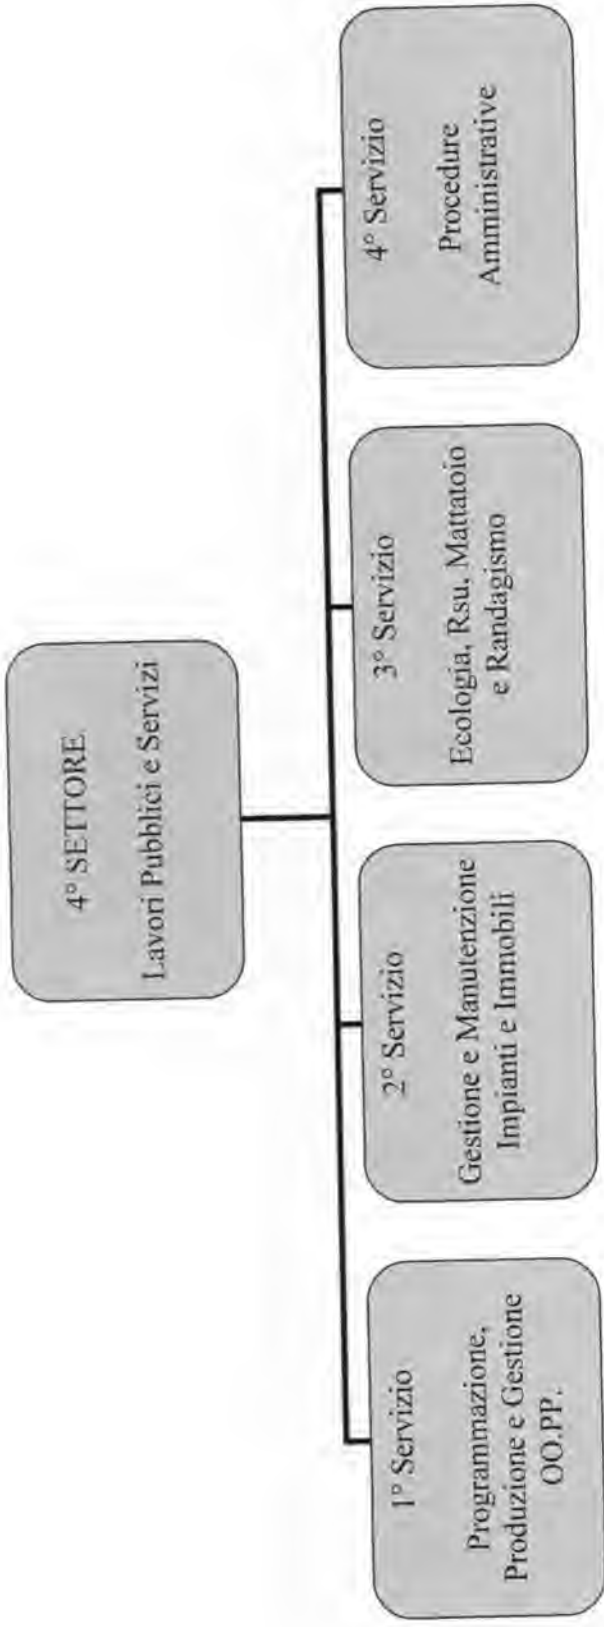 4° SETTORE
Lavori Pubblici e Servizi
1° Servizio
Programmazione,
Produzione e Gestione
OO.PP.
2° Servizio
Gestione e Manutenzione
Impianti e Immobili
3° Servizio
Ecologia, Rsu, Mattatoio
e Randagismo
4° Servizio
Procedure
Amministrative